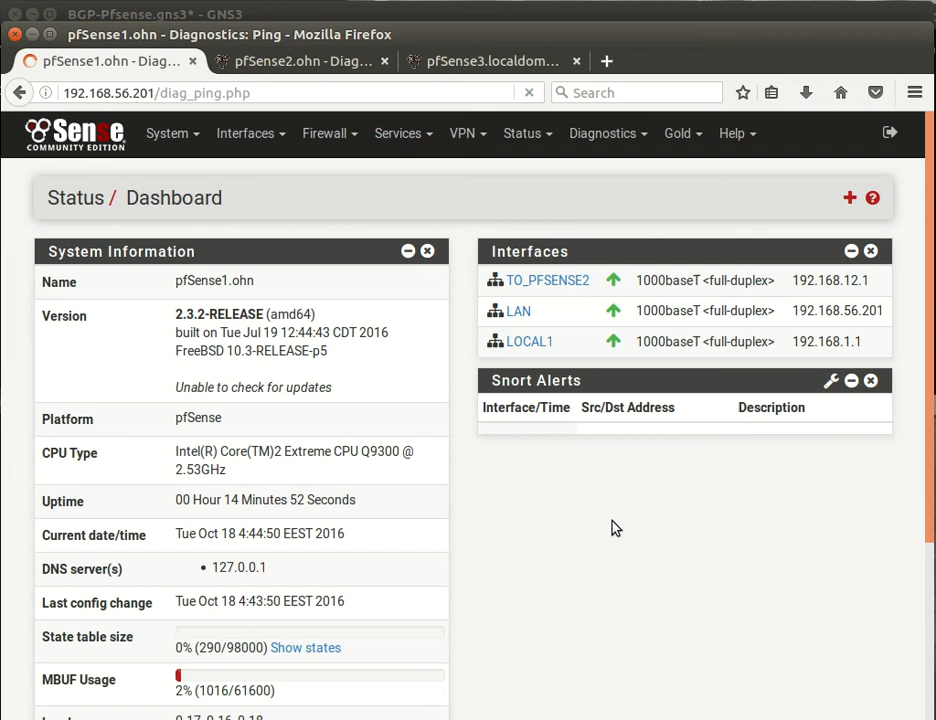 BGP-Pfsense.gns3* - GNS3
pfSense1.ohn - Diagnostics: Ping - Mozilla Firefox
pfSense1.ohn - Diag... × pfSense2.ohn - Diag... × pfSense3.localdom... × +
192.168.56.201/diag_ping.php × Search
Sense COMMUNITY EDITION System Interfaces Firewall Services VPN Status Diagnostics Gold Help
Status / Dashboard
System Information
Name pfSense1.ohn
Version 2.3.2-RELEASE (amd64)
built on Tue Jul 19 12:44:43 CDT 2016
FreeBSD 10.3-RELEASE-p5
Unable to check for updates
Platform pfSense
CPU Type Intel(R) Core(TM)2 Extreme CPU Q9300 @
2.53GHz
Uptime 00 Hour 14 Minutes 52 Seconds
Current date/time Tue Oct 18 4:44:50 EEST 2016
DNS server(s) • 127.0.0.1
Last config change Tue Oct 18 4:43:50 EEST 2016
State table size
0% (290/98000) Show states
MBUF Usage
2% (1016/61600)
Interfaces
TO_PFSENSE2 1000baseT <full-duplex> 192.168.12.1
LAN 1000baseT <full-duplex> 192.168.56.201
LOCAL1 1000baseT <full-duplex> 192.168.1.1
Snort Alerts
Interface/Time Src/Dst Address Description